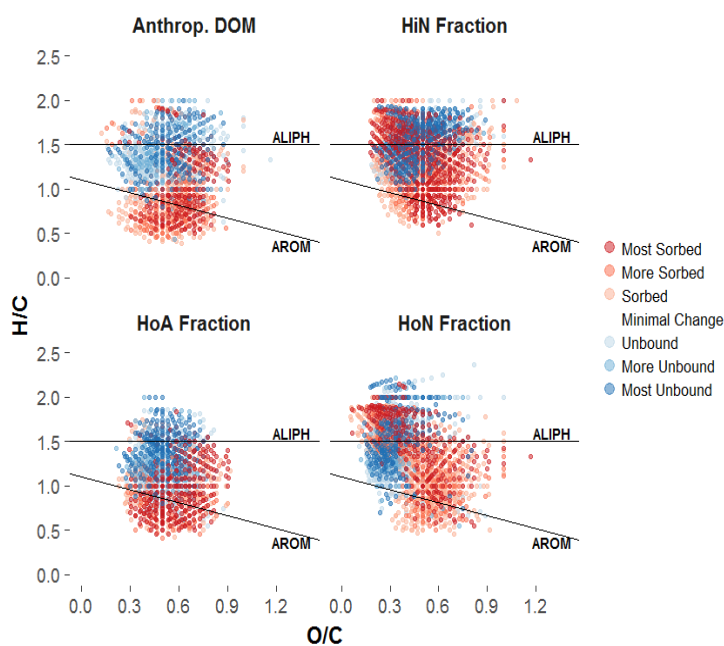 Anthrop. DOM
HiN Fraction
2.5
2.0
1.5
1.0
0.5
0.0
ALIPH
AROM
ALIPH
AROM
H/C
HoA Fraction
HoN Fraction
2.5
2.0
1.5
1.0
0.5
0.0
ALIPH
AROM
ALIPH
AROM
0.0 0.3 0.6 0.9 1.2
0.0 0.3 0.6 0.9 1.2
O/C
Most Sorbed
More Sorbed
Sorbed
Minimal Change
Unbound
More Unbound
Most Unbound